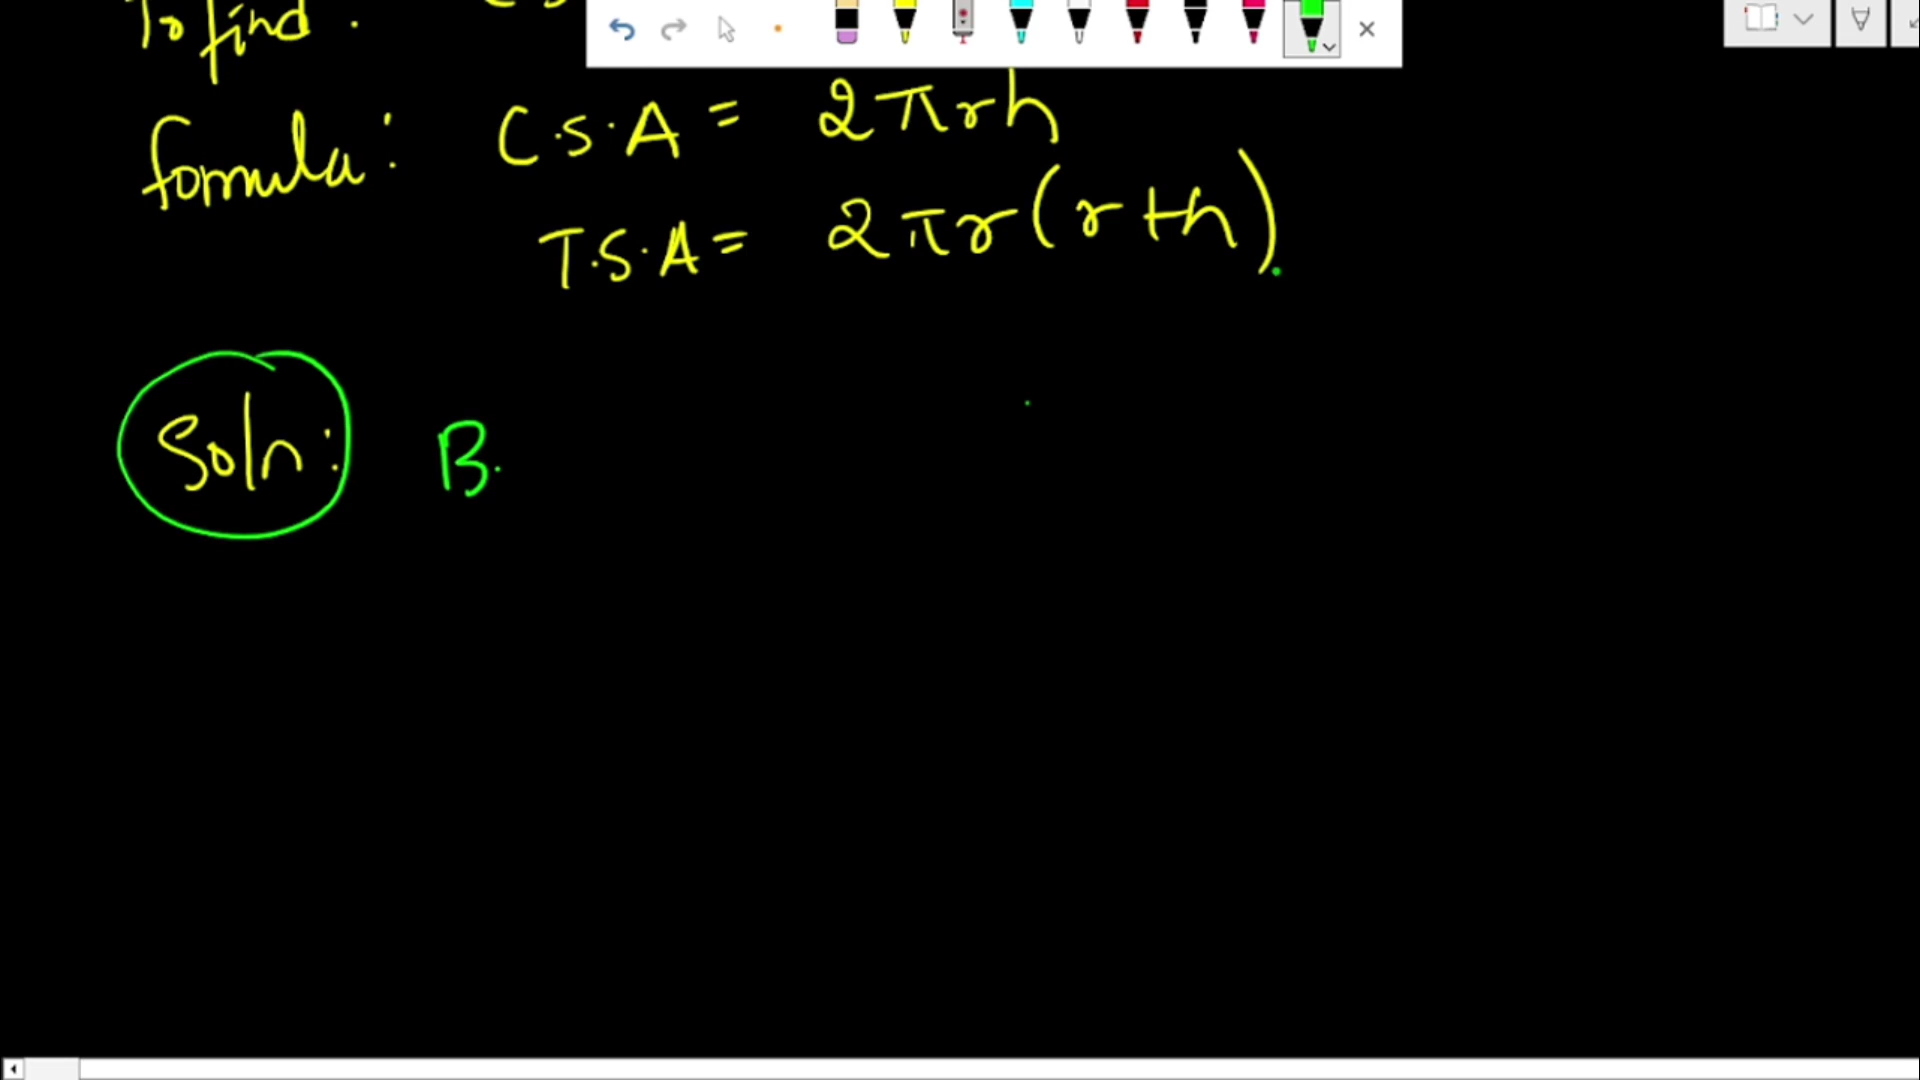 To find :
formula : C.S.A = 2πrh
T.S.A = 2πr(r+h)
Soln : B.